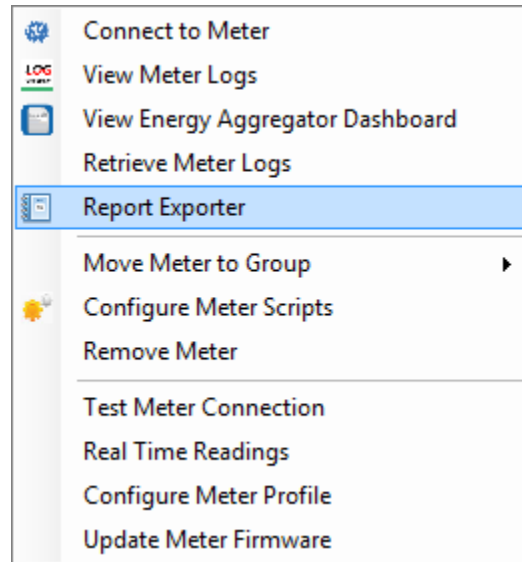 Connect to Meter
LOG
View Meter Logs
View Energy Aggregator Dashboard
Retrieve Meter Logs
Report Exporter
Move Meter to Group
Configure Meter Scripts
Remove Meter
Test Meter Connection
Real Time Readings
Configure Meter Profile
Update Meter Firmware